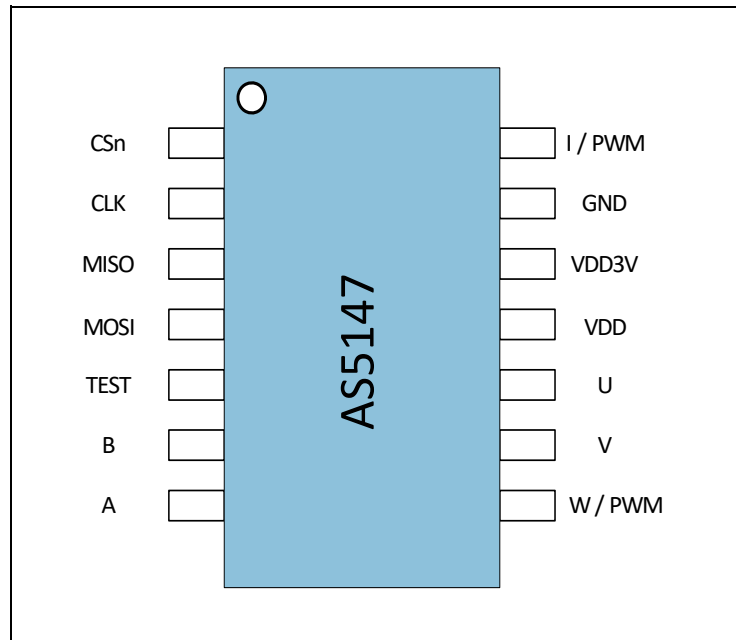 CSn
CLK
MISO
MOSI
TEST
B
A
AS5147
I / PWM
GND
VDD3V
VDD
U
V
W / PWM